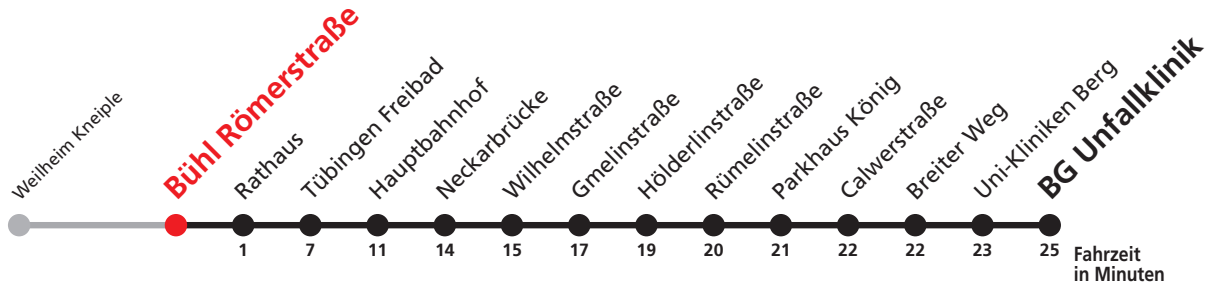 Weilheim Kneiple
Bühl Römerstraße
Rathaus
Tübingen Freibad
Hauptbahnhof
Neckarbrücke
Wilhelmstraße
Gmelinstraße
Hölderlinstraße
Rümelinstraße
Parkhaus König
Calwerstraße
Breiter Weg
Uni-Kliniken Berg
BG Unfallklinik
1 7 11 14 15 17 19 20 21 22 22 23 25
Fahrzeit
in Minuten